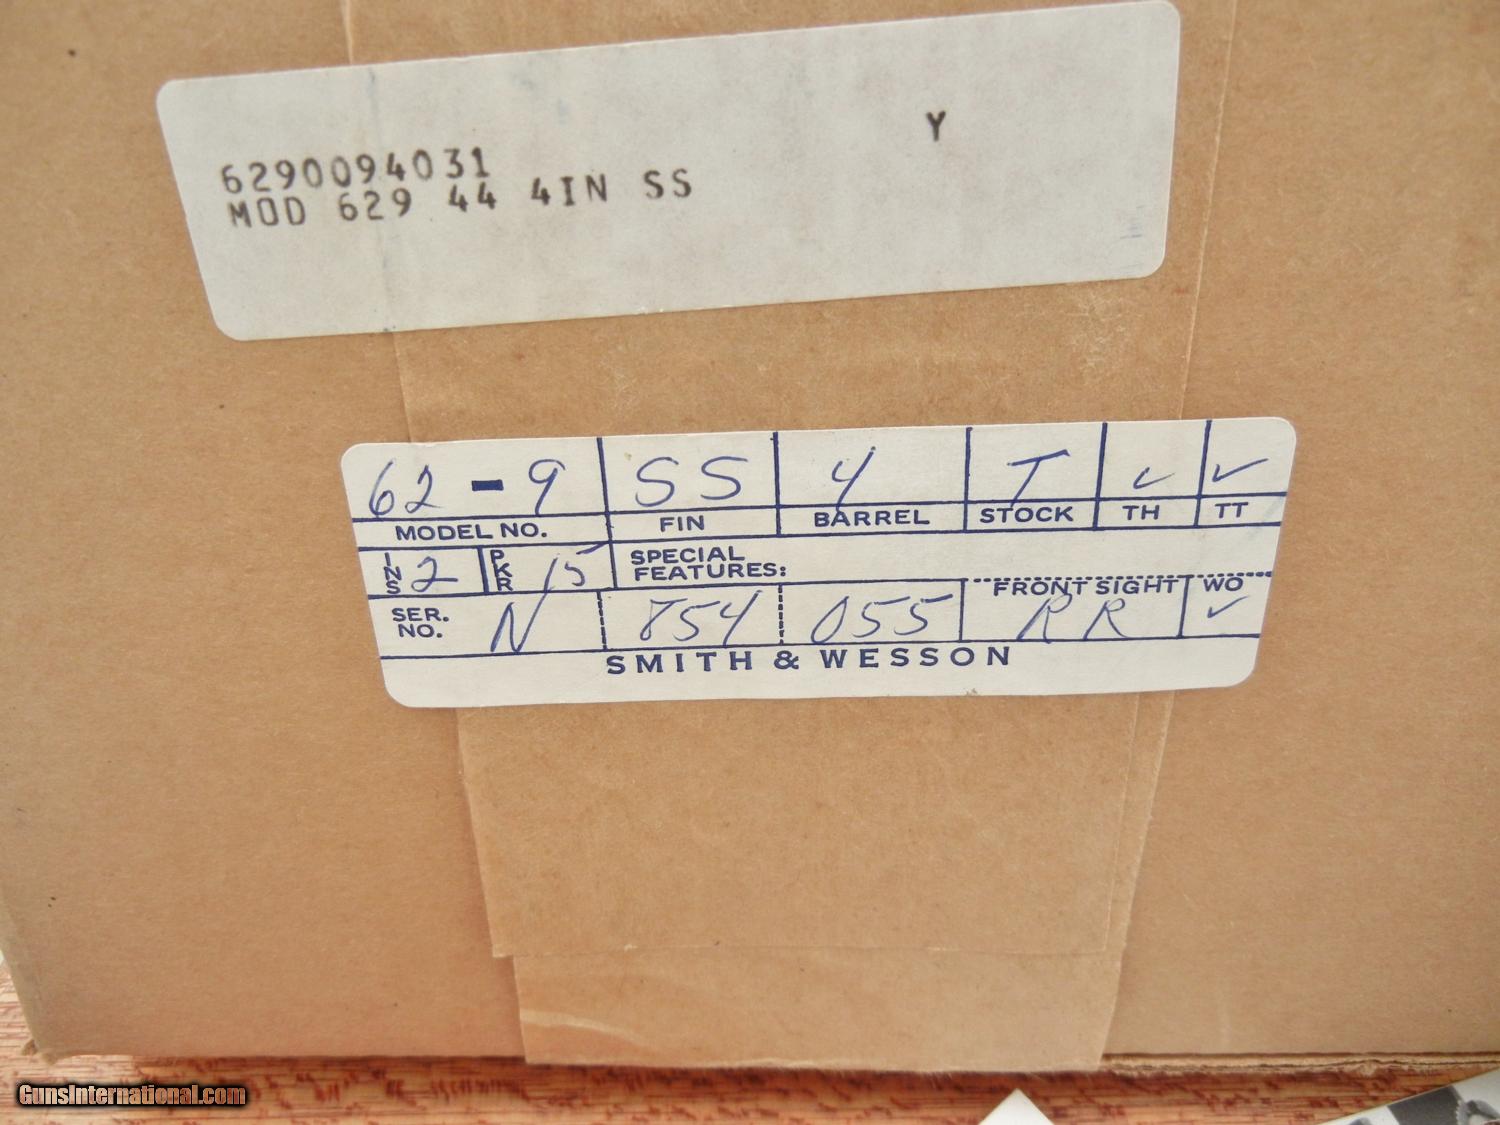 Y
6290094031
MOD 629 44 4IN SS
62-9 SS 4 T ✓ ✓
MODEL NO. FIN BARREL STOCK TH TT
INS 2 PKR 15 SPECIAL FEATURES:
FRONT SIGHT WO
SER. NO. N 854 055 RR ✓
SMITH & WESSON
GunsInternational.com